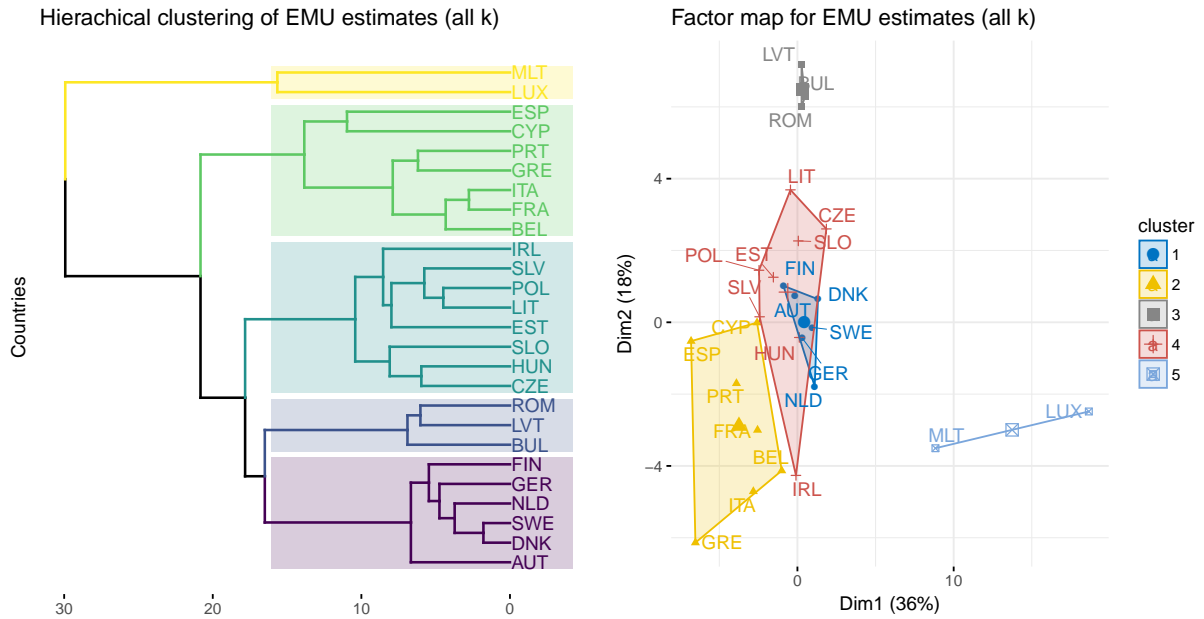 Hierachical clustering of EMU estimates (all k)
Countries
MLT
LUX
ESP
CYP
PRT
GRE
ITA
FRA
BEL
IRL
SLV
POL
LIT
EST
SLO
HUN
CZE
ROM
LVT
BUL
FIN
GER
NLD
SWE
DNK
AUT
30
20
10
0
Factor map for EMU estimates (all k)
LVT
BUL
ROM
LIT
CZE
SLO
EST
POL
FIN
SLV
DNK
AUT
SWE
CYP
ESP
HUN
GER
PRT
NLD
FRA
BEL
ITA
IRL
GRE
MLT
LUX
4
0
-4
Dim2 (18%)
0
10
Dim1 (36%)
cluster
1
2
3
4
5